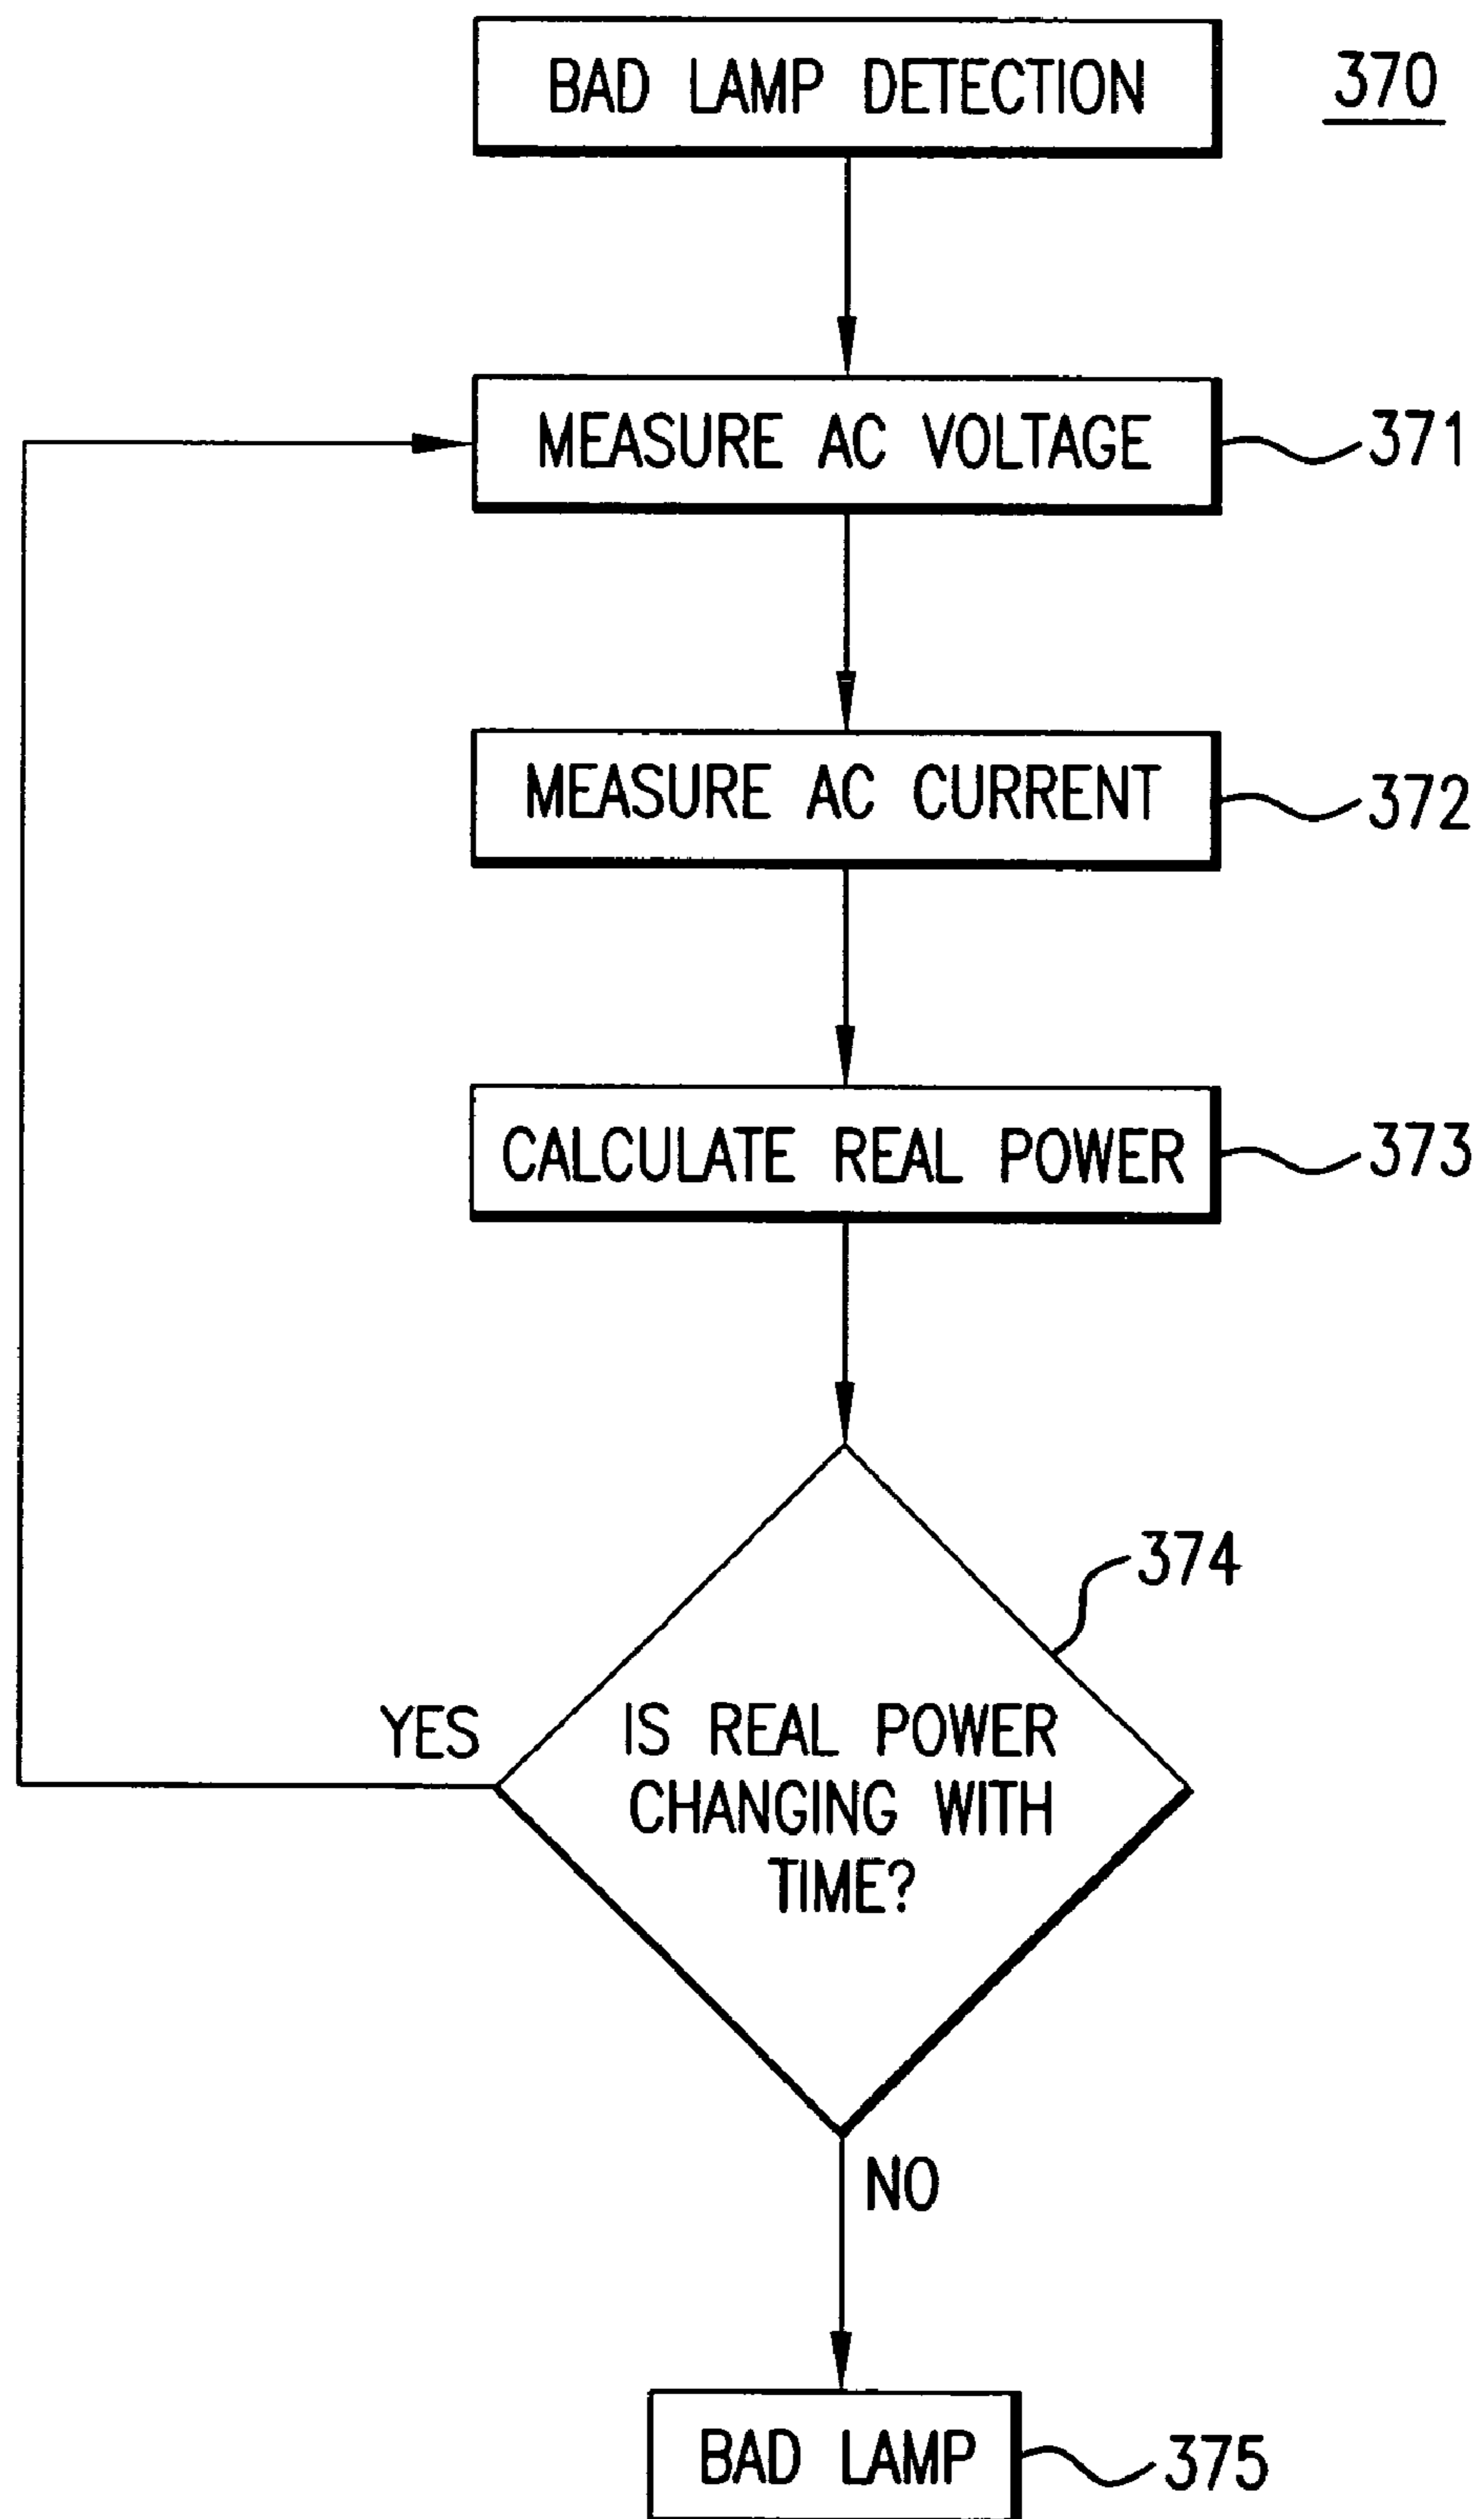 BAD LAMP DETECTION
370
MEASURE AC VOLTAGE
371
MEASURE AC CURRENT
372
CALCULATE REAL POWER
373
374
YES
IS REAL POWER
CHANGING WITH
TIME?
NO
BAD LAMP
375